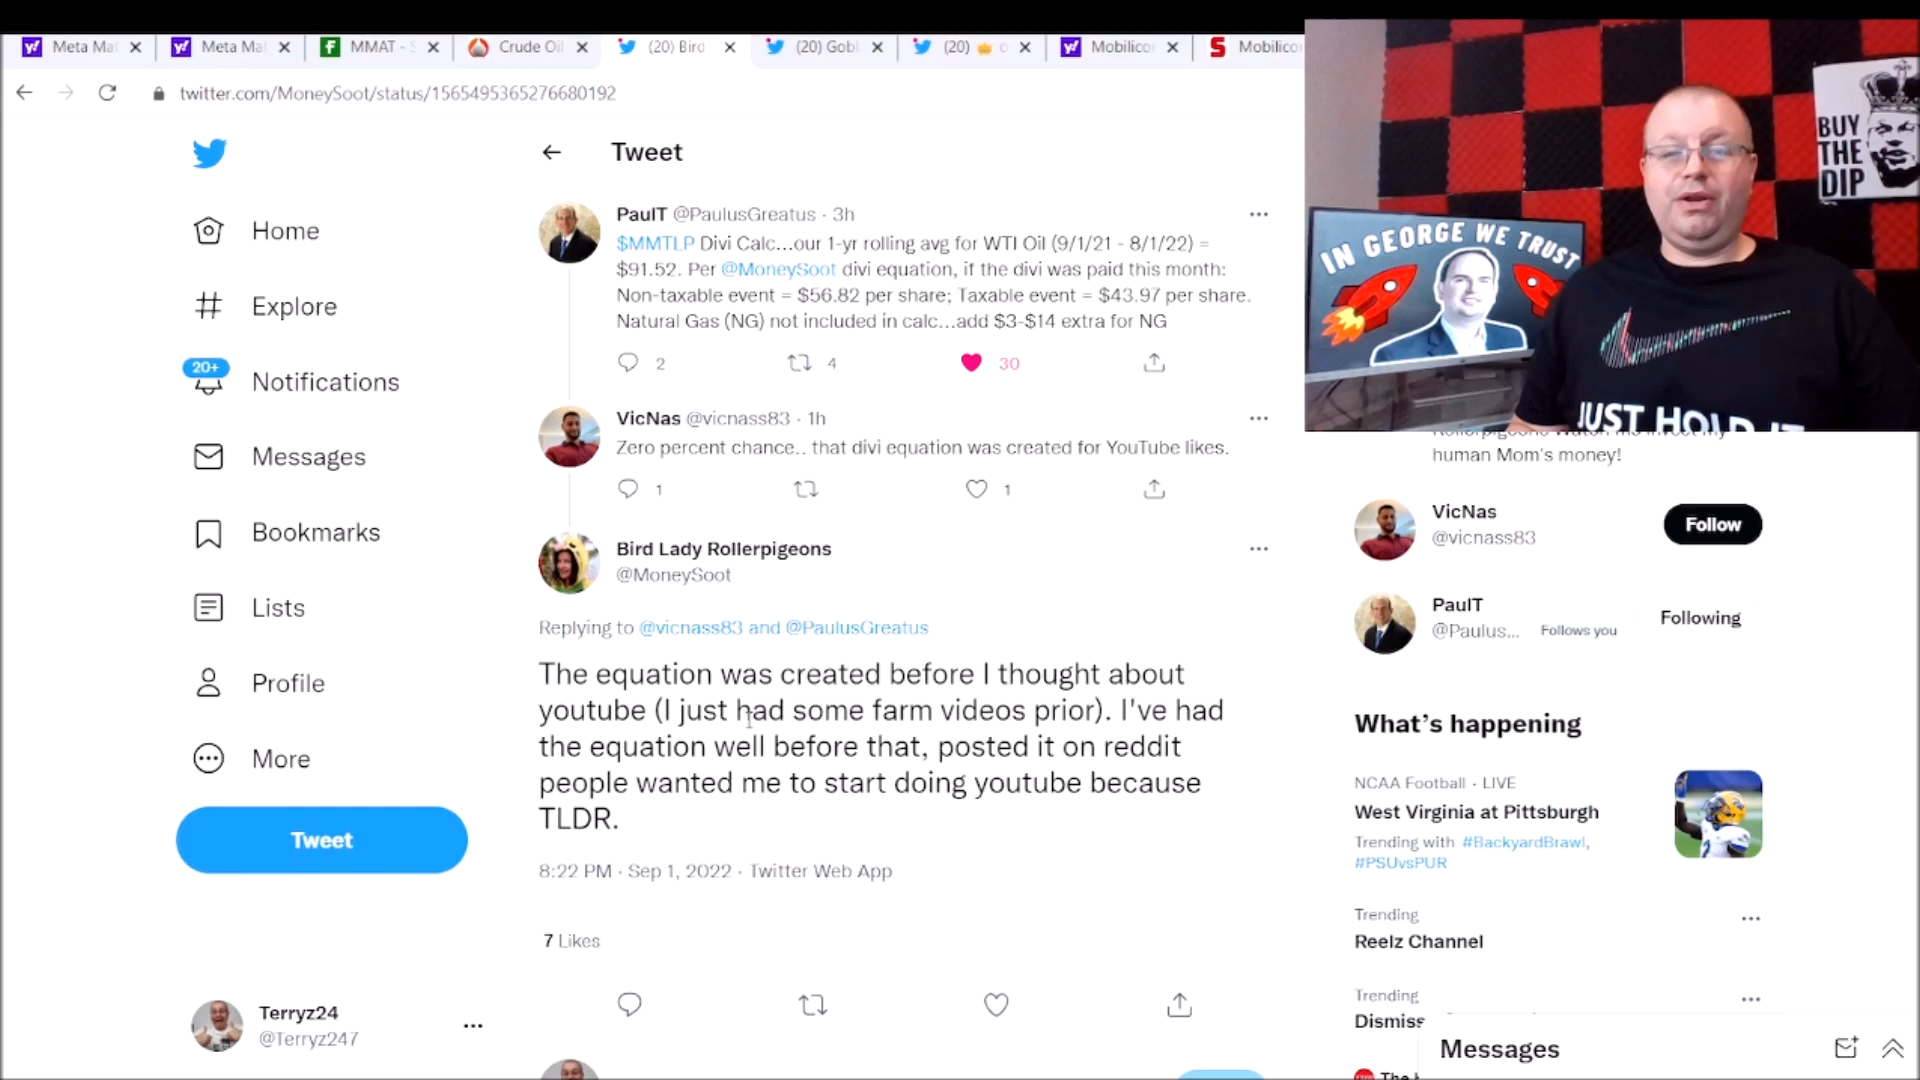 Meta Mat
Meta Mat
MMAT -
Crude Oil
(20) Bird
(20) Gobl
(20)
Mobilico
Mobilico
twitter.com/MoneySoot/status/1565495365276680192
Home
Explore
20+
Notifications
Messages
Bookmarks
Lists
Profile
More
Tweet
Terryz24
@Terryz247
Tweet
PaulT @PaulusGreatus · 3h
$MMTLP Divi Calc...our 1-yr rolling avg for WTI Oil (9/1/21 - 8/1/22) =
$91.52. Per @MoneySoot divi equation, if the divi was paid this month:
Non-taxable event = $56.82 per share; Taxable event = $43.97 per share.
Natural Gas (NG) not included in calc...add $3-$14 extra for NG
2 4 30
VicNas @vicnass83 · 1h
Zero percent chance.. that divi equation was created for YouTube likes.
1 1
Bird Lady Rollerpigeons
@MoneySoot
Replying to @vicnass83 and @PaulusGreatus
The equation was created before I thought about
youtube (I just had some farm videos prior). I've had
the equation well before that, posted it on reddit
people wanted me to start doing youtube because
TLDR.
8:22 PM · Sep 1, 2022 · Twitter Web App
7 Likes
IN GEORGE WE TRUST
BUY
THE
DIP
JUST HOLD IT
human Mom's money!
VicNas
@vicnass83
Follow
PaulT
@Paulus... Follows you
Following
What's happening
NCAA Football · LIVE
West Virginia at Pittsburgh
Trending with #BackyardBrawl,
#PSUvsPUR
Trending
Reelz Channel
Trending
Dismiss
Messages